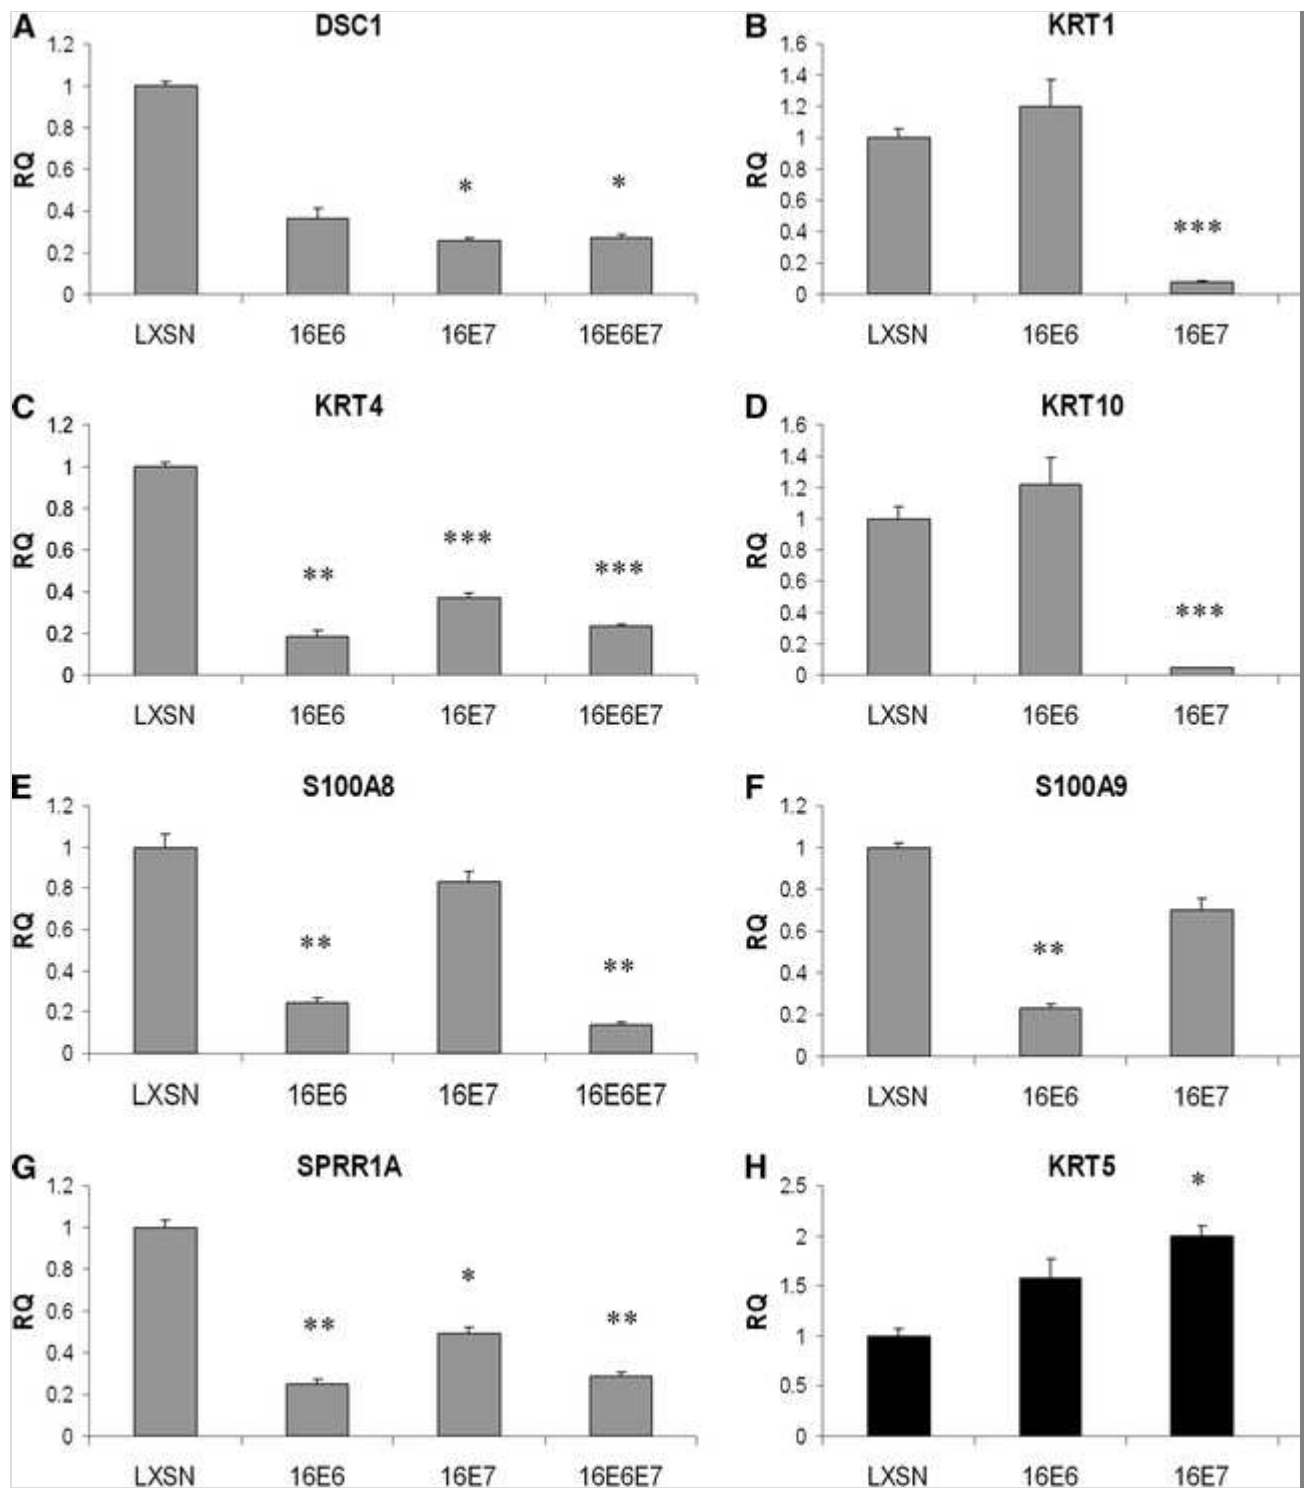 A DSC1
1.2
1
0.8
0.6
0.4
0.2
0
RQ
* *
LXSN 16E6 16E7 16E6E7
B KRT1
1.6
1.4
1.2
1
0.8
0.6
0.4
0.2
0
RQ
***
LXSN 16E6 16E7
C KRT4
1.2
1
0.8
0.6
0.4
0.2
0
RQ
** *** ***
LXSN 16E6 16E7 16E6E7
D KRT10
1.6
1.4
1.2
1
0.8
0.6
0.4
0.2
0
RQ
***
LXSN 16E6 16E7
E S100A8
1.2
1
0.8
0.6
0.4
0.2
0
RQ
** **
LXSN 16E6 16E7 16E6E7
F S100A9
1.2
1
0.8
0.6
0.4
0.2
0
RQ
**
LXSN 16E6 16E7
G SPRR1A
1.2
1
0.8
0.6
0.4
0.2
0
RQ
** * **
LXSN 16E6 16E7 16E6E7
H KRT5
2.5
2
1.5
1
0.5
0
RQ
*
LXSN 16E6 16E7